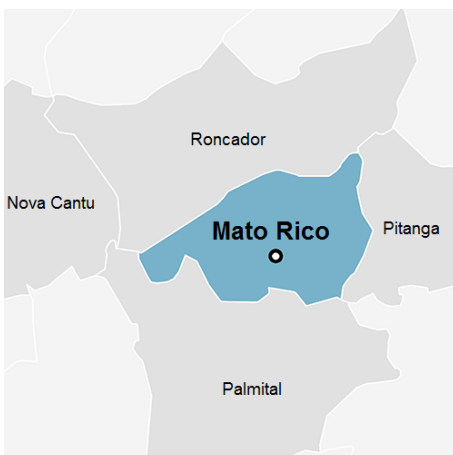 Roncador
Nova Cantu
Mato Rico
Pitanga
Palmital